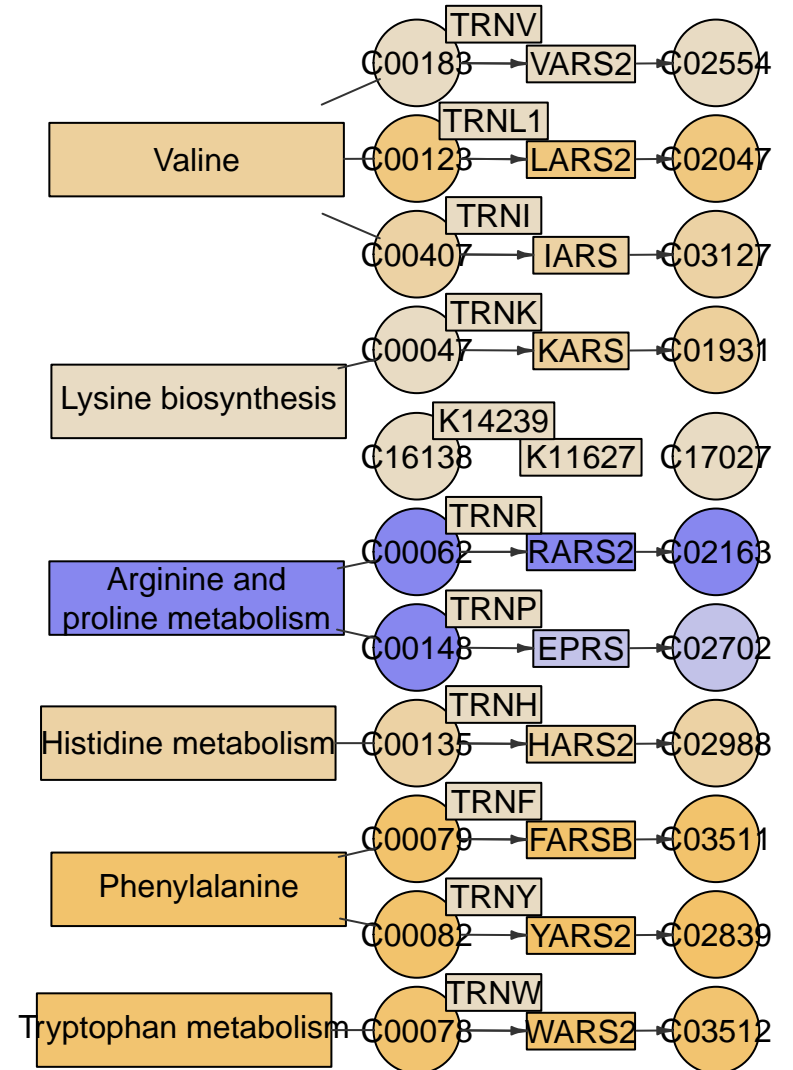 TRNV
C00183
VARS2
C02554
TRNL1
Valine
C00123
LARS2
C02047
TRNI
C00407
IARS
C03127
TRNK
C00047
KARS
C01931
Lysine biosynthesis
K14239
C16138
K11627
C17027
TRNR
C00062
RARS2
C02163
Arginine and
proline metabolism
TRNP
C00148
EPRS
C02702
TRNH
Histidine metabolism
C00135
HARS2
C02988
TRNF
C00079
FARSB
C03511
Phenylalanine
TRNY
C00082
YARS2
C02839
TRNW
Tryptophan metabolism
C00078
WARS2
C03512